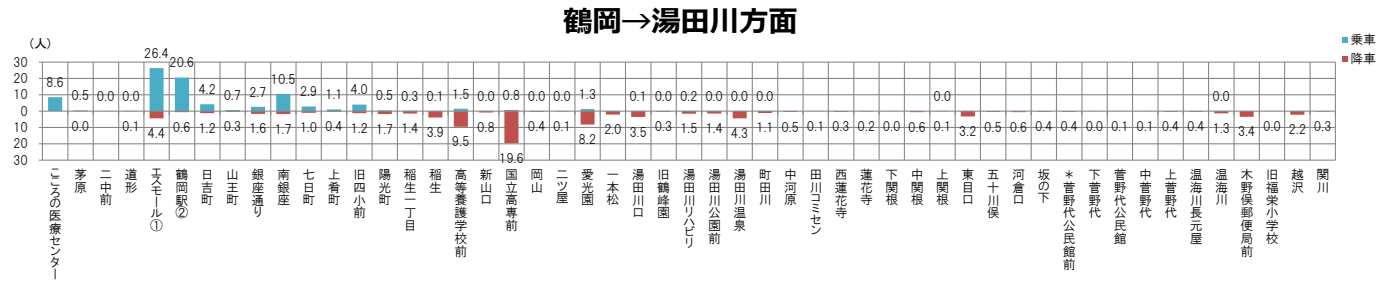 鶴岡→湯田川方面
(人)
乗車
降車
30
20
10
0
10
20
30
8.6 0.5 0.0 0.0 26.4 20.6 4.2 0.7 2.7 10.5 2.9 1.1 4.0 0.5 0.3 0.1 1.5 0.0 0.8 0.0 0.0 1.3 0.1 0.0 0.2 0.0 0.0 0.0 0.0 0.0
0.0 0.1 4.4 0.6 1.2 0.3 1.6 1.7 1.0 0.4 1.2 1.7 1.4 3.9 9.5 0.8 19.6 0.4 0.1 8.2 2.0 3.5 0.3 1.5 1.4 4.3 1.1 0.5 0.1 0.3 0.2 0.0 0.6 0.1 3.2 0.5 0.6 0.4 0.4 0.0 0.1 0.1 0.4 0.4 1.3 3.4 0.0 2.2 0.3
こころの医療センター
茅原
二中前
道形
エスモール①
鶴岡駅②
日吉町
山王町
銀座通り
南銀座
七日町
上肴町
旧四小前
陽光町
稲生一丁目
稲生
高等養護学校前
新山口
国立高専前
岡山
二ツ屋
愛光園
一本松
湯田川口
旧鶴峰園
湯田川リハビリ
湯田川公園前
湯田川温泉
町田川
中河原
田川コミセン
西蓮花寺
蓮花寺
下関根
中関根
上関根
東目口
五十川俣
河倉口
坂の下
＊菅野代公民館前
下菅野代
菅野代公民館
中菅野代
上菅野代
温海川長元屋
温海川
木野俣郵便局前
旧福栄小学校
越沢
関川